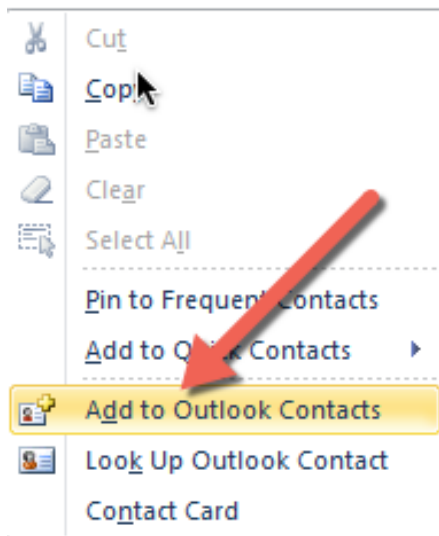 Cut
Copy
Paste
Clear
Select All
Pin to Frequent Contacts
Add to Quick Contacts
Add to Outlook Contacts
Look Up Outlook Contact
Contact Card